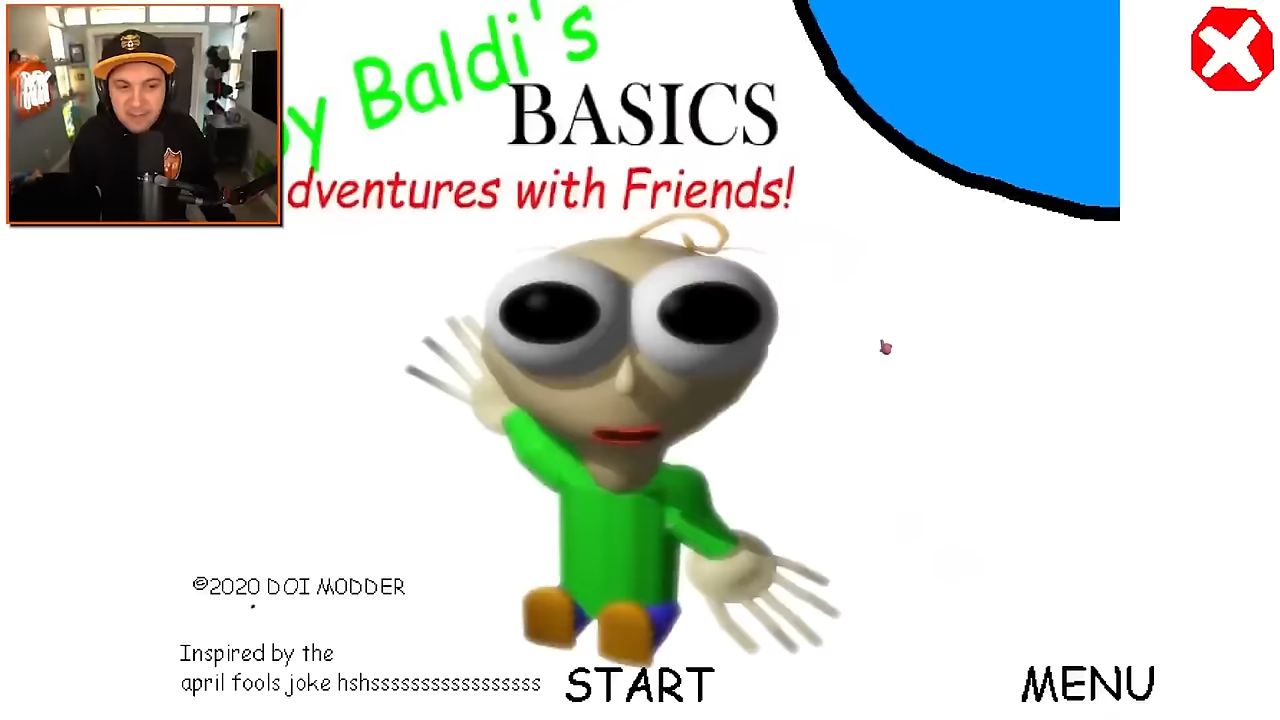 Baldi's
BASICS
dventures with Friends!
©2020 DOI MODDER
Inspired by the
april fools joke hshsssssssssssssssss
START
MENU